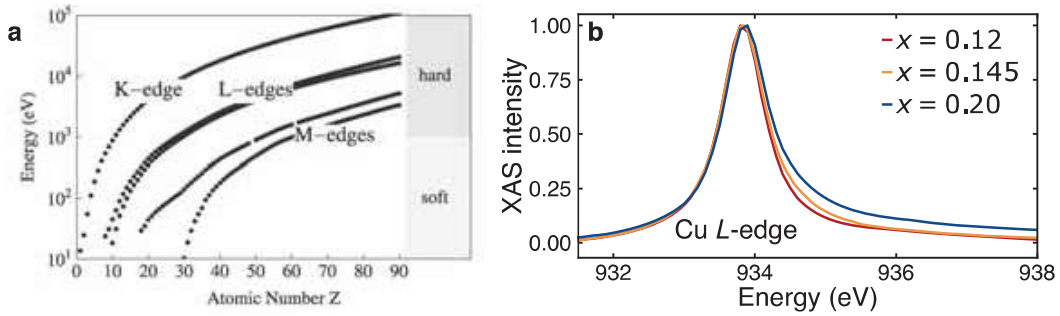 a
10⁵
10⁴
10³
10²
10¹
Energy (eV)
K-edge
L-edges
M-edges
hard
soft
0 10 20 30 40 50 60 70 80 90
Atomic Number Z
b
1.00
0.75
0.50
0.25
0.00
XAS intensity
x = 0.12
x = 0.145
x = 0.20
Cu L-edge
932 934 936 938
Energy (eV)